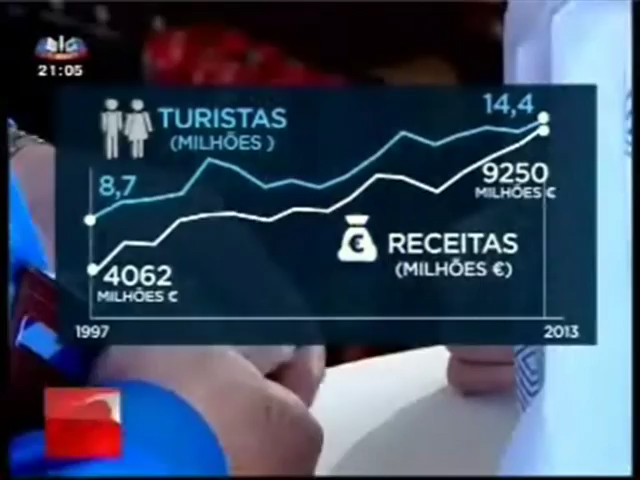 SIC
21:05
TURISTAS
(MILHÕES )
14,4
8,7
9250
MILHÕES €
RECEITAS
(MILHÕES €)
4062
MILHÕES €
1997
2013